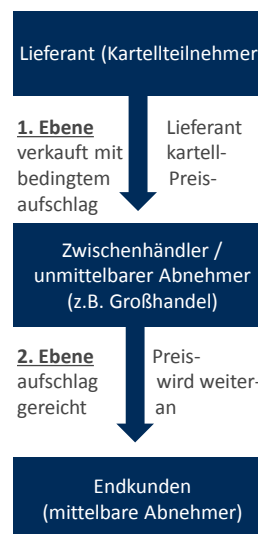 Lieferant (Kartellteilnehmer
1. Ebene Lieferant
verkauft mit kartell-
bedingtem Preis-
aufschlag
Zwischenhändler /
unmittelbarer Abnehmer
(z.B. Großhandel)
2. Ebene Preis-
aufschlag wird weiter-
gereicht an
Endkunden
(mittelbare Abnehmer)